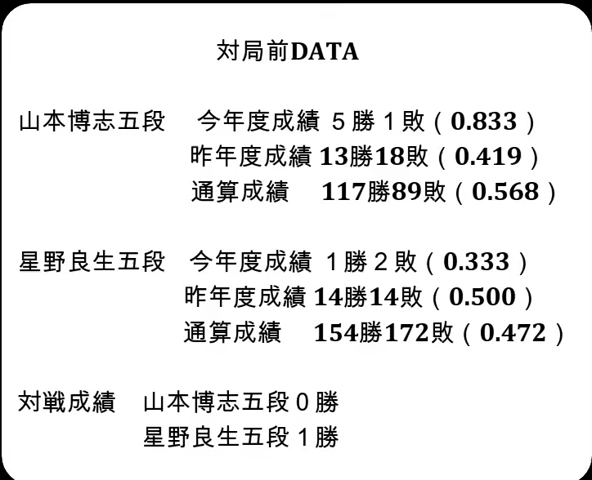 対局前DATA
山本博志五段 今年度成績 5勝1敗(0.833)
昨年度成績 13勝18敗(0.419)
通算成績 117勝89敗(0.568)
星野良生五段 今年度成績 1勝2敗(0.333)
昨年度成績 14勝14敗(0.500)
通算成績 154勝172敗(0.472)
対戦成績 山本博志五段0勝
星野良生五段1勝